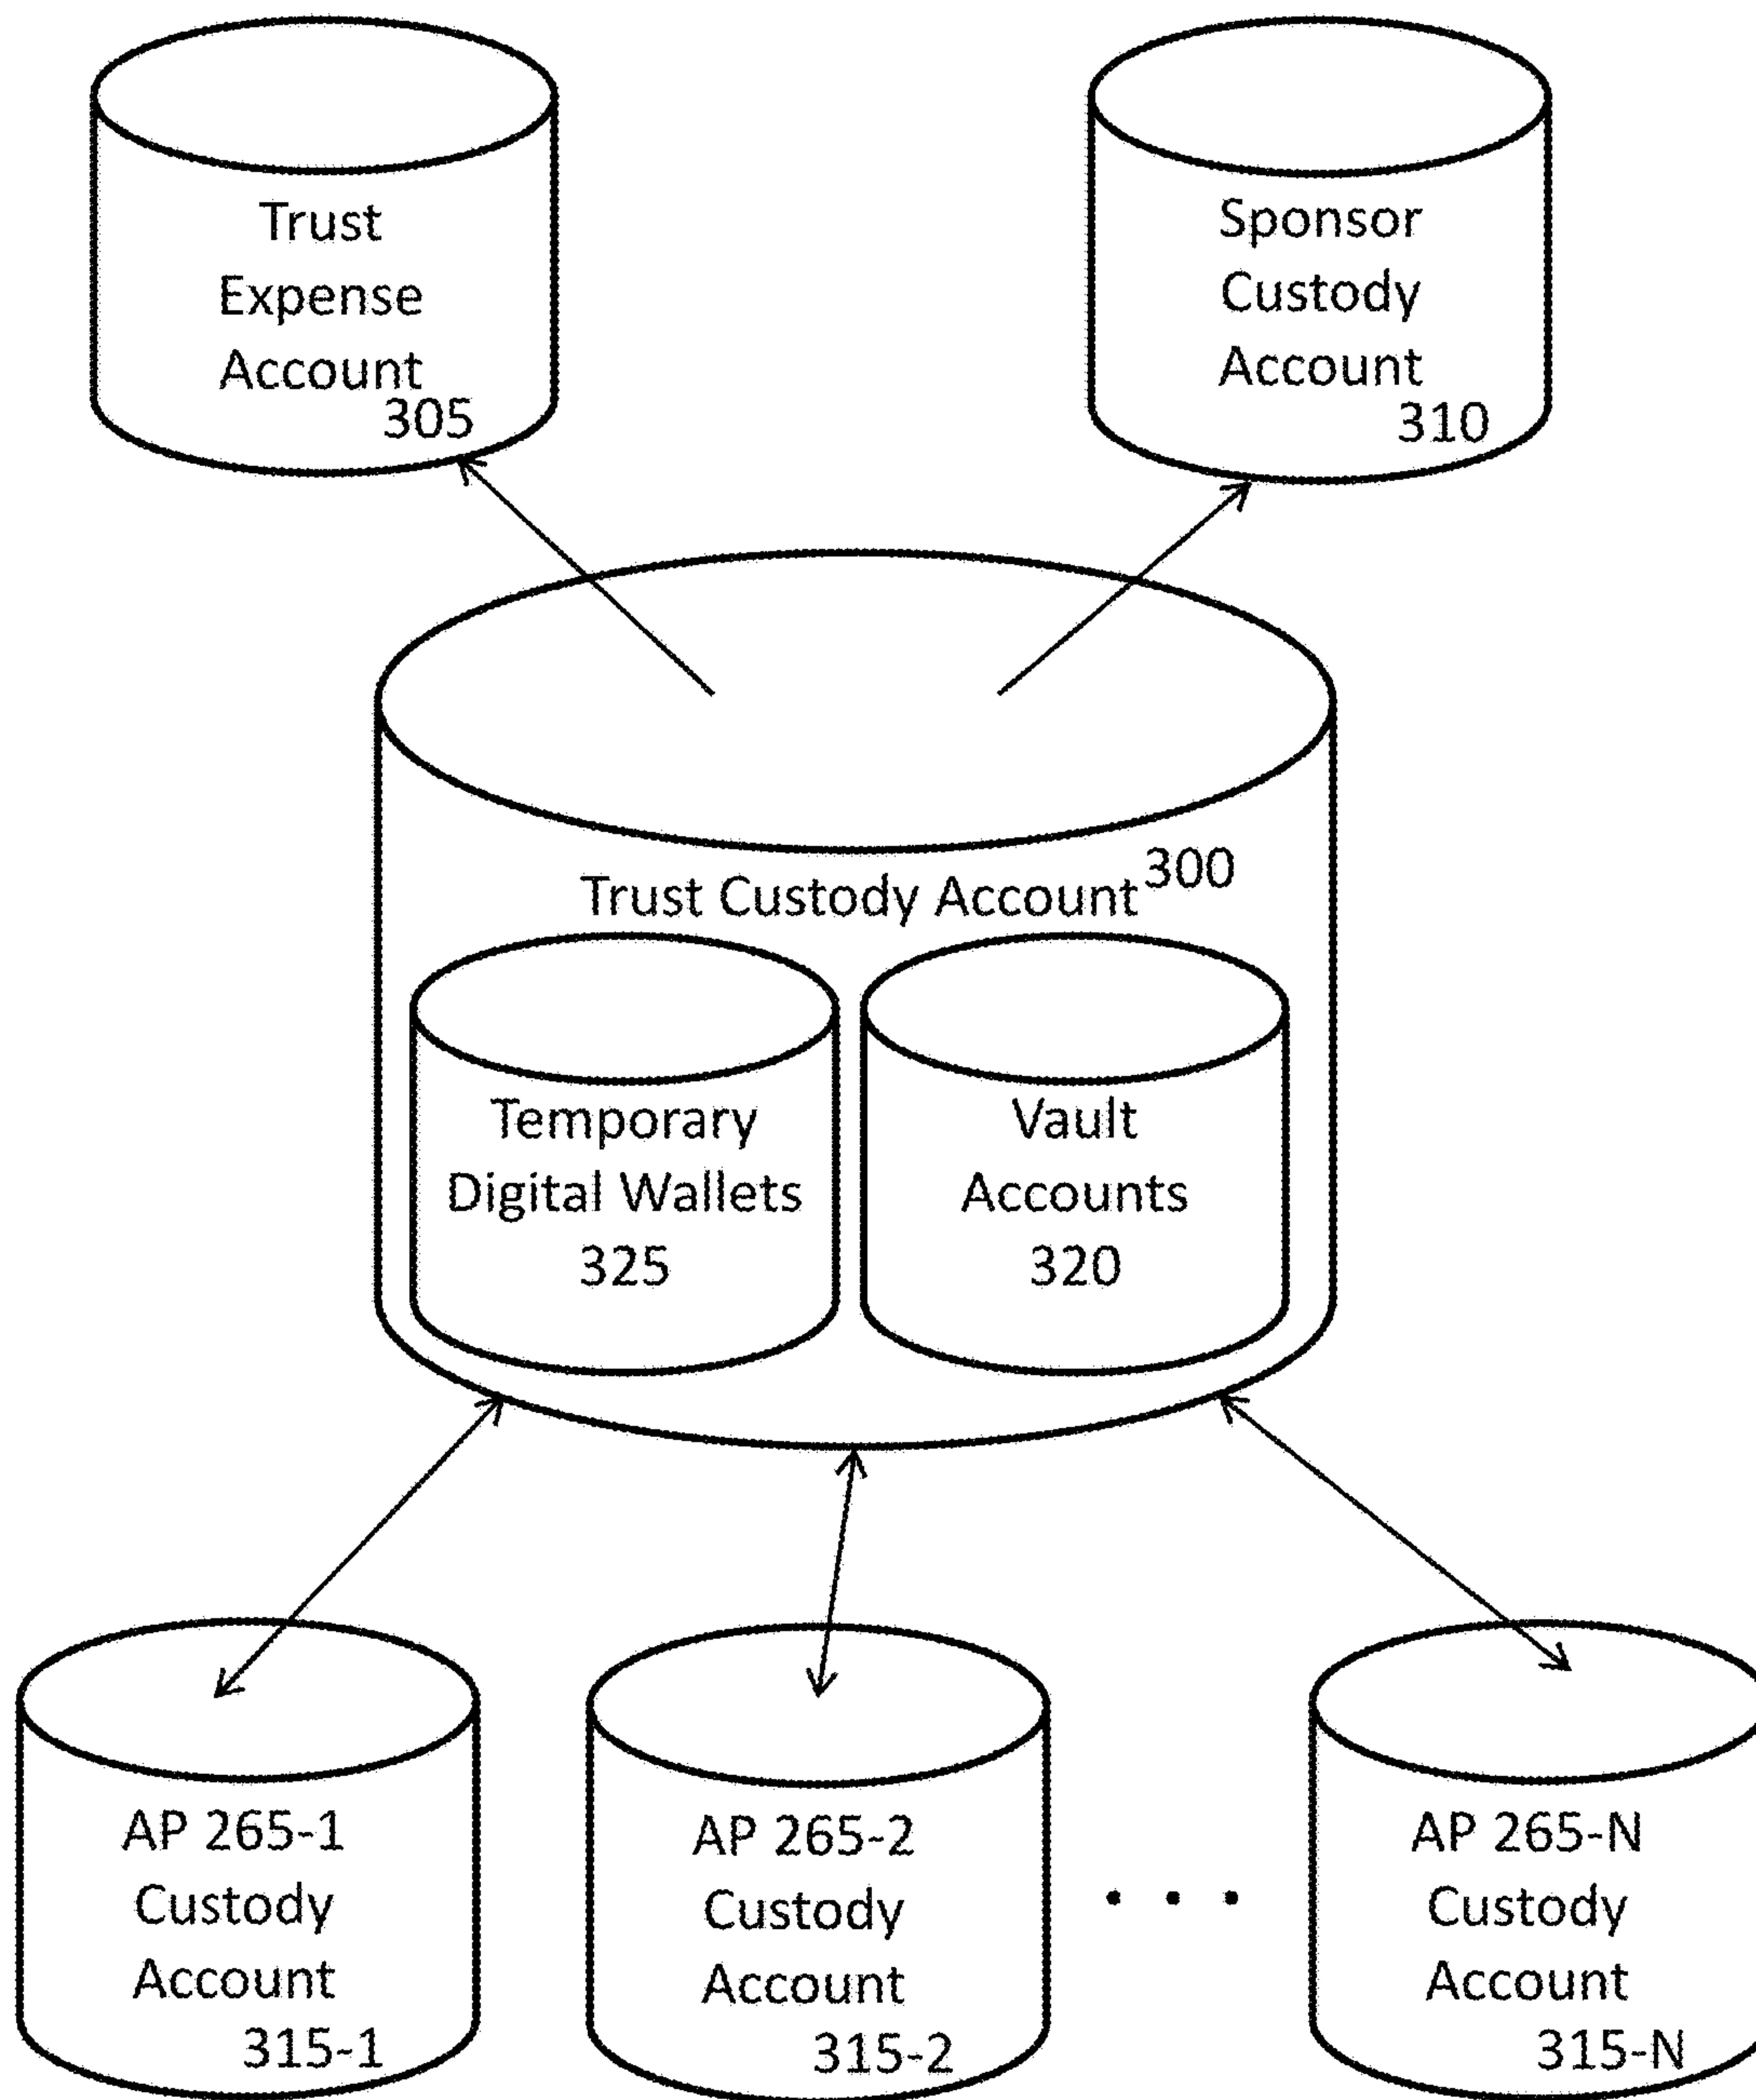 Trust
Expense
Account
305
Sponsor
Custody
Account
310
Trust Custody Account 300
Temporary
Digital Wallets
325
Vault
Accounts
320
AP 265-1
Custody
Account
315-1
AP 265-2
Custody
Account
315-2
. . .
AP 265-N
Custody
Account
315-N